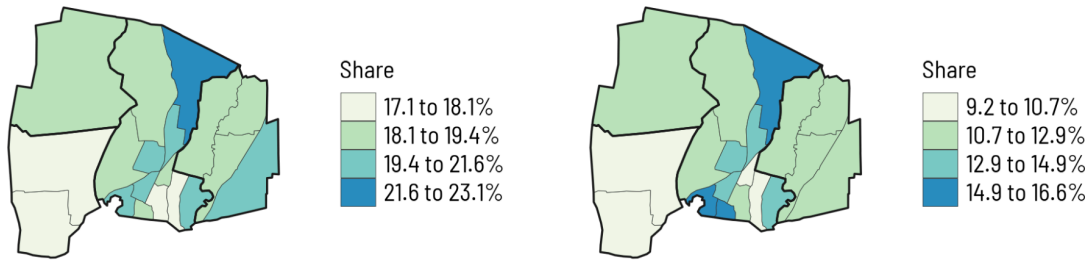 Share
17.1 to 18.1%
18.1 to 19.4%
19.4 to 21.6%
21.6 to 23.1%
Share
9.2 to 10.7%
10.7 to 12.9%
12.9 to 14.9%
14.9 to 16.6%